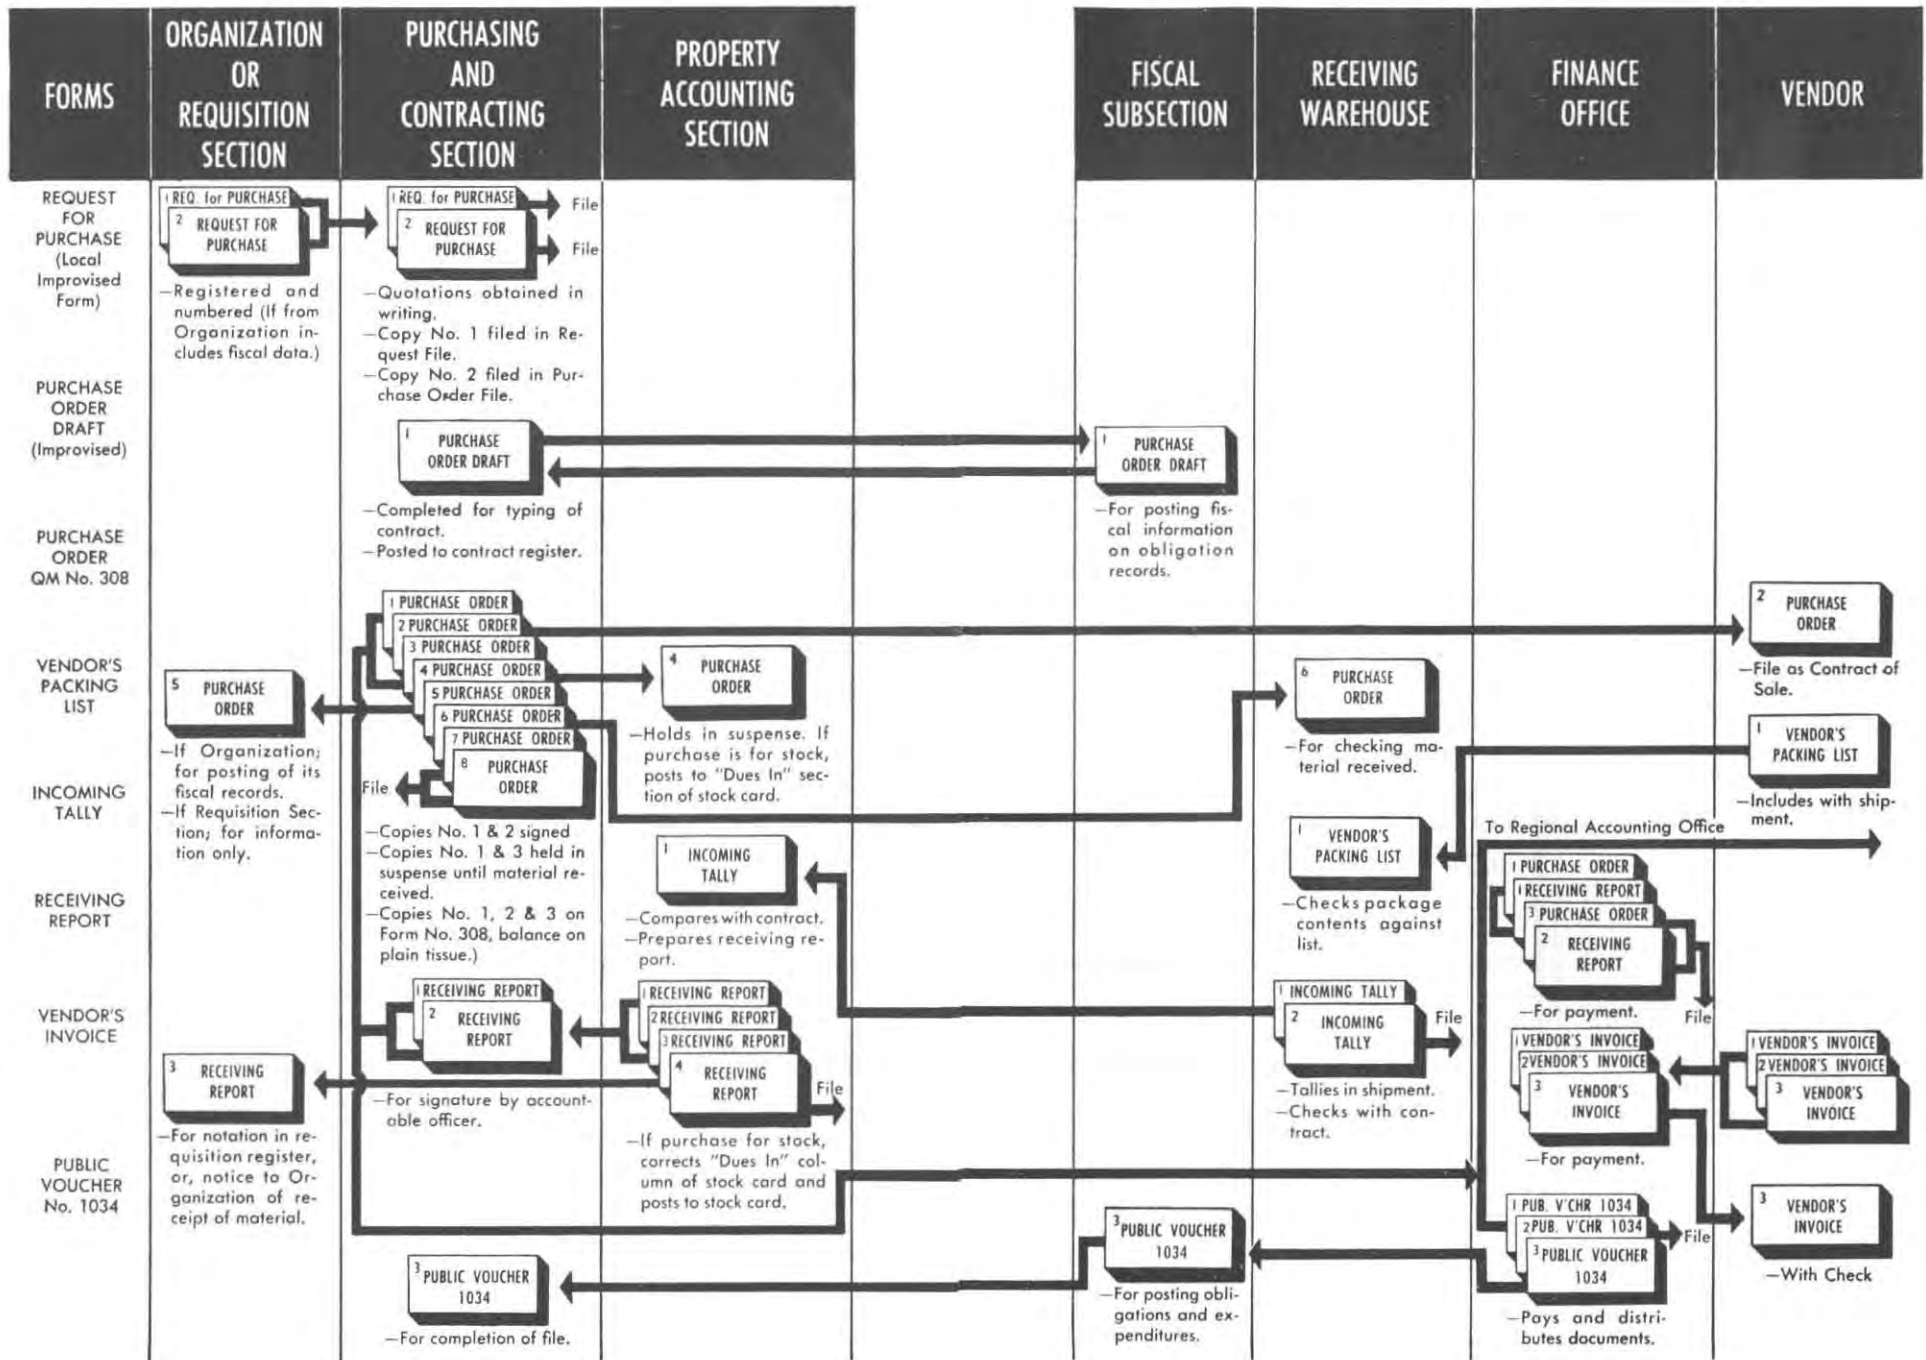 FORMS
ORGANIZATION
OR
REQUISITION
SECTION
PURCHASING
AND
CONTRACTING
SECTION
PROPERTY
ACCOUNTING
SECTION
FISCAL
SUBSECTION
RECEIVING
WAREHOUSE
FINANCE
OFFICE
VENDOR
REQUEST
FOR
PURCHASE
(Local
Improvised
Form)
PURCHASE
ORDER
DRAFT
(Improvised)
PURCHASE
ORDER
QM No. 308
VENDOR'S
PACKING
LIST
INCOMING
TALLY
RECEIVING
REPORT
VENDOR'S
INVOICE
PUBLIC
VOUCHER
No. 1034
1 REQ. for PURCHASE
2 REQUEST FOR
PURCHASE
—Registered and
numbered (If from
Organization in-
cludes fiscal data.)
5 PURCHASE
ORDER
—If Organization;
for posting of its
fiscal records.
—If Requisition Sec-
tion; for informa-
tion only.
3 RECEIVING
REPORT
—For notation in re-
quisition register,
or, notice to Or-
ganization of re-
ceipt of material.
1 REQ. for PURCHASE
File
2 REQUEST FOR
PURCHASE
File
—Quotations obtained in
writing.
—Copy No. 1 filed in Re-
quest File.
—Copy No. 2 filed in Pur-
chase Order File.
1 PURCHASE
ORDER DRAFT
—Completed for typing of
contract.
—Posted to contract register.
1 PURCHASE ORDER
2 PURCHASE ORDER
3 PURCHASE ORDER
4 PURCHASE ORDER
5 PURCHASE ORDER
6 PURCHASE ORDER
7 PURCHASE ORDER
8 PURCHASE
ORDER
File
—Copies No. 1 & 2 signed
—Copies No. 1 & 3 held in
suspense until material re-
ceived.
—Copies No. 1, 2 & 3 on
Form No. 308, balance on
plain tissue.)
1 RECEIVING REPORT
2 RECEIVING
REPORT
—For signature by account-
able officer.
3 PUBLIC VOUCHER
1034
—For completion of file.
4 PURCHASE
ORDER
—Holds in suspense. If
purchase is for stock,
posts to "Dues In" sec-
tion of stock card.
1 INCOMING
TALLY
—Compares with contract.
—Prepares receiving re-
port.
1 RECEIVING REPORT
2 RECEIVING REPORT
3 RECEIVING REPORT
4 RECEIVING
REPORT
File
—If purchase for stock,
corrects "Dues In" col-
umn of stock card and
posts to stock card.
1 PURCHASE
ORDER DRAFT
—For posting fis-
cal information
on obligation
records.
3 PUBLIC VOUCHER
1034
—For posting obli-
gations and ex-
penditures.
6 PURCHASE
ORDER
—For checking ma-
terial received.
1 VENDOR'S
PACKING LIST
—Checks package
contents against
list.
1 INCOMING TALLY
2 INCOMING
TALLY
File
—Tallies in shipment.
—Checks with con-
tract.
To Regional Accounting Office
1 PURCHASE ORDER
1 RECEIVING REPORT
3 PURCHASE ORDER
2 RECEIVING
REPORT
—For payment.
File
1 VENDOR'S INVOICE
2 VENDOR'S INVOICE
3 VENDOR'S
INVOICE
—For payment.
1 PUB. V'CHR 1034
2 PUB. V'CHR 1034
File
3 PUBLIC VOUCHER
1034
—Pays and distri-
butes documents.
2 PURCHASE
ORDER
—File as Contract of
Sale.
1 VENDOR'S
PACKING LIST
—Includes with ship-
ment.
1 VENDOR'S INVOICE
2 VENDOR'S INVOICE
3 VENDOR'S
INVOICE
3 VENDOR'S
INVOICE
—With Check